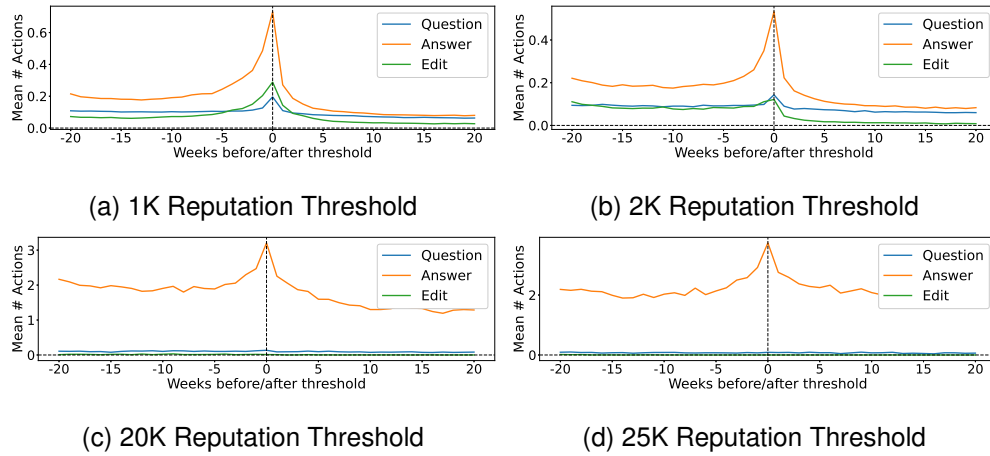 Mean # Actions
0.6
0.4
0.2
0.0
Question
Answer
Edit
-20 -15 -10 -5 0 5 10 15 20
Weeks before/after threshold
(a) 1K Reputation Threshold
Mean # Actions
0.4
0.2
0.0
Question
Answer
Edit
-20 -15 -10 -5 0 5 10 15 20
Weeks before/after threshold
(b) 2K Reputation Threshold
Mean # Actions
3
2
1
0
Question
Answer
Edit
-20 -15 -10 -5 0 5 10 15 20
Weeks before/after threshold
(c) 20K Reputation Threshold
Mean # Actions
2
0
Question
Answer
Edit
-20 -15 -10 -5 0 5 10 15 20
Weeks before/after threshold
(d) 25K Reputation Threshold